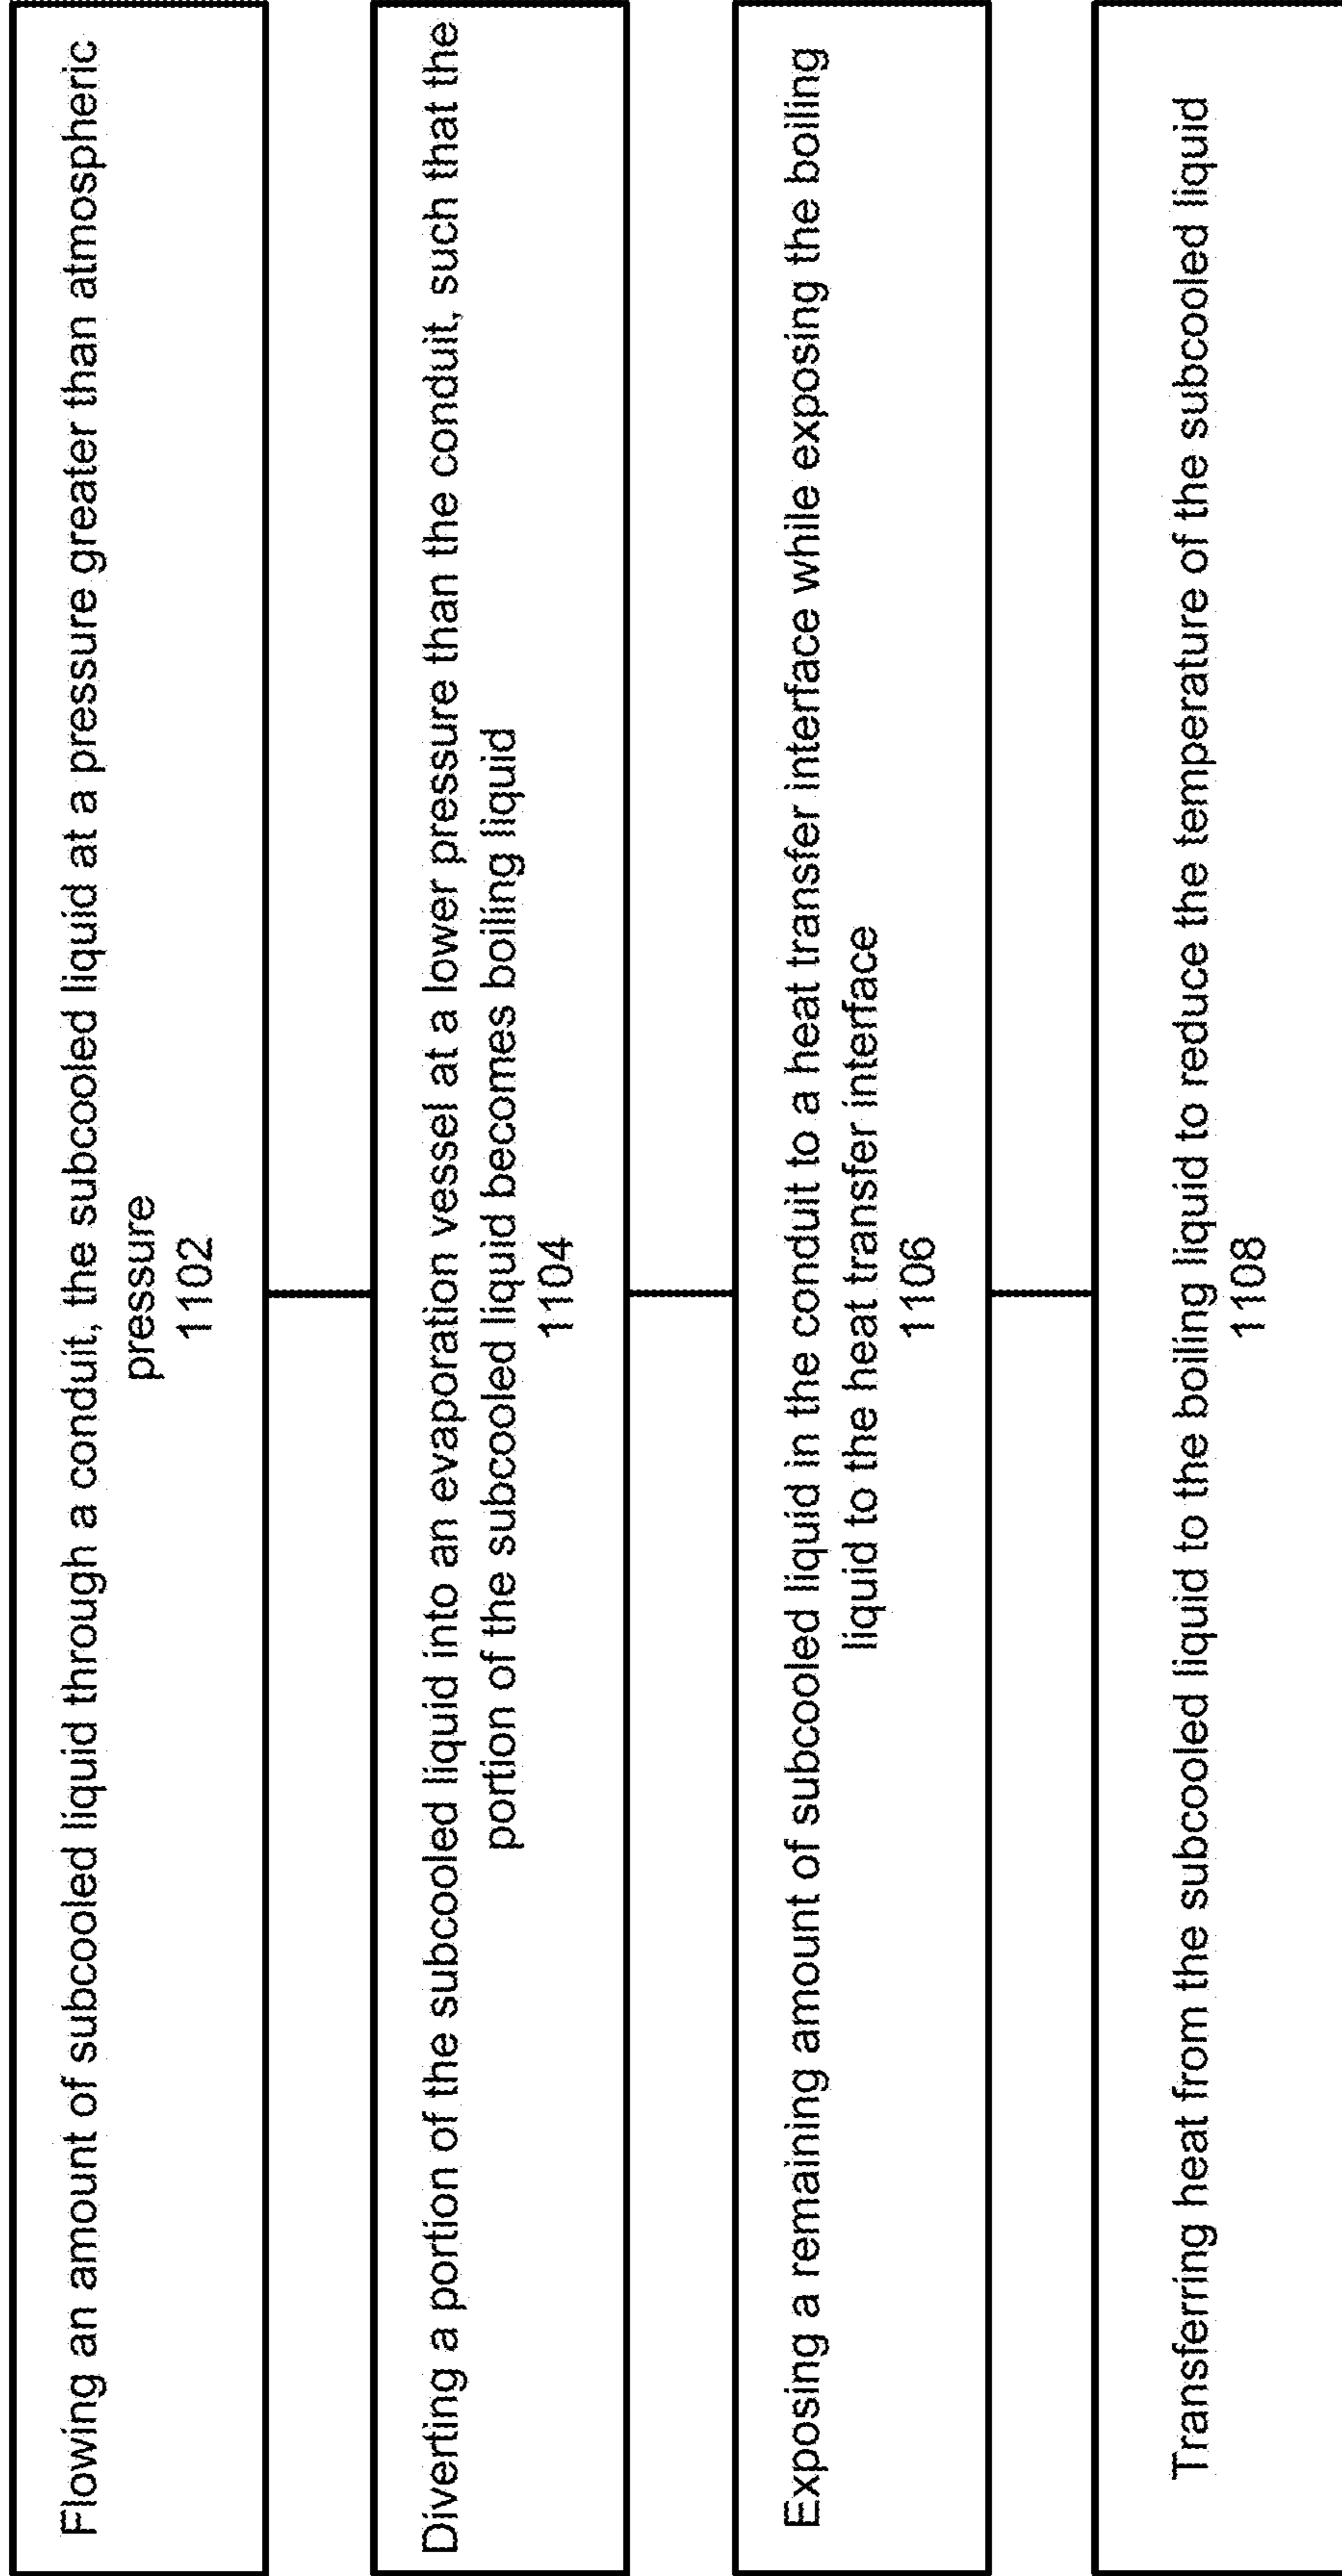 Flowing an amount of subcooled liquid through a conduit, the subcooled liquid at a pressure greater than atmospheric
pressure
1102
Diverting a portion of the subcooled liquid into an evaporation vessel at a lower pressure than the conduit, such that the
portion of the subcooled liquid becomes boiling liquid
1104
Exposing a remaining amount of subcooled liquid in the conduit to a heat transfer interface while exposing the boiling
liquid to the heat transfer interface
1106
Transferring heat from the subcooled liquid to the boiling liquid to reduce the temperature of the subcooled liquid
1108